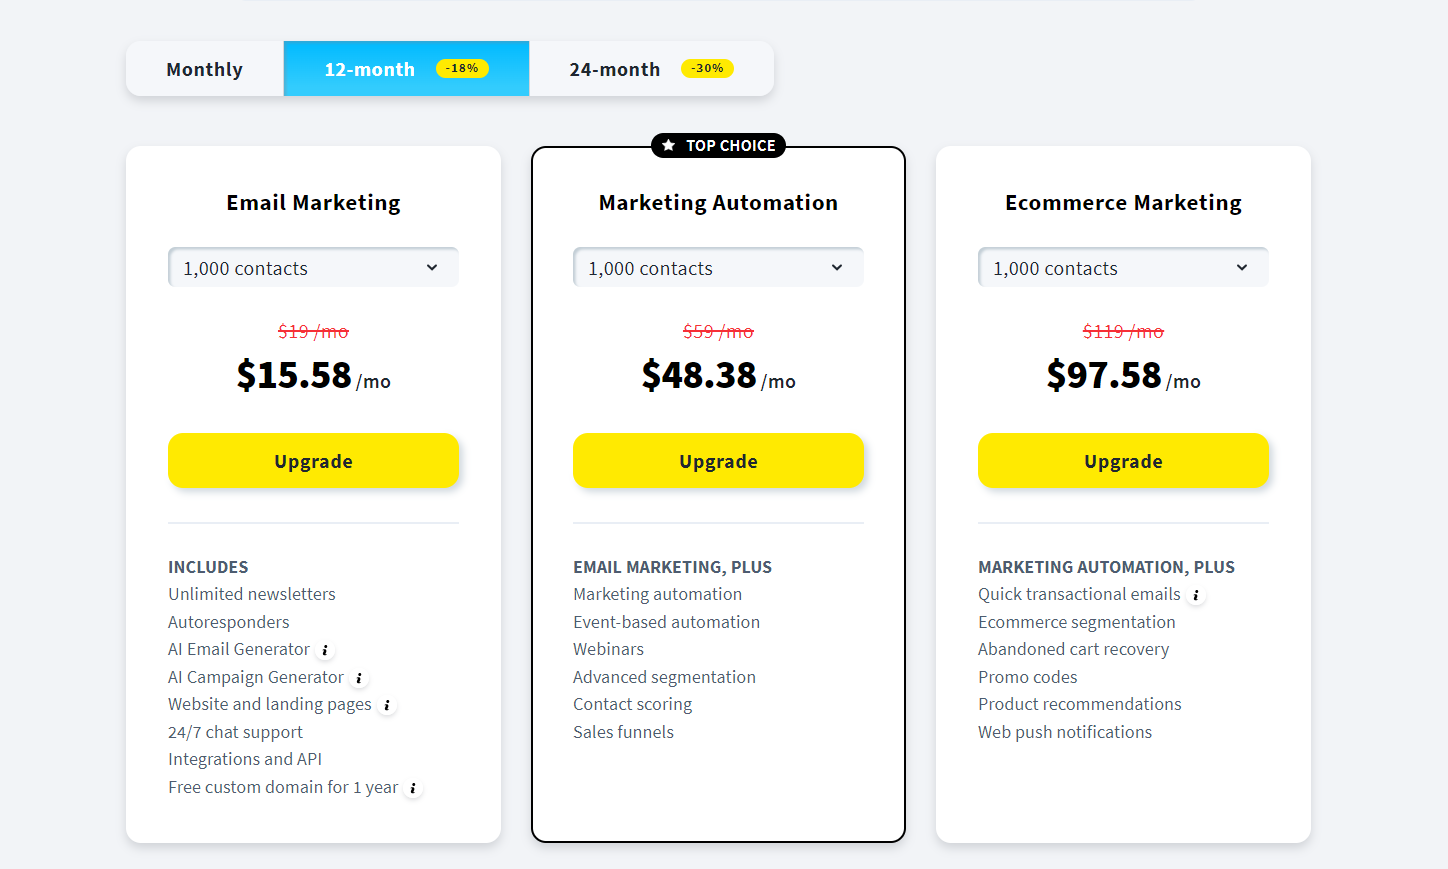 Monthly
12-month -18%
24-month -30%
Email Marketing
1,000 contacts
$19 /mo
$15.58 /mo
Upgrade
INCLUDES
Unlimited newsletters
Autoresponders
AI Email Generator i
AI Campaign Generator i
Website and landing pages i
24/7 chat support
Integrations and API
Free custom domain for 1 year i
TOP CHOICE
Marketing Automation
1,000 contacts
$59 /mo
$48.38 /mo
Upgrade
EMAIL MARKETING, PLUS
Marketing automation
Event-based automation
Webinars
Advanced segmentation
Contact scoring
Sales funnels
Ecommerce Marketing
1,000 contacts
$119 /mo
$97.58 /mo
Upgrade
MARKETING AUTOMATION, PLUS
Quick transactional emails i
Ecommerce segmentation
Abandoned cart recovery
Promo codes
Product recommendations
Web push notifications